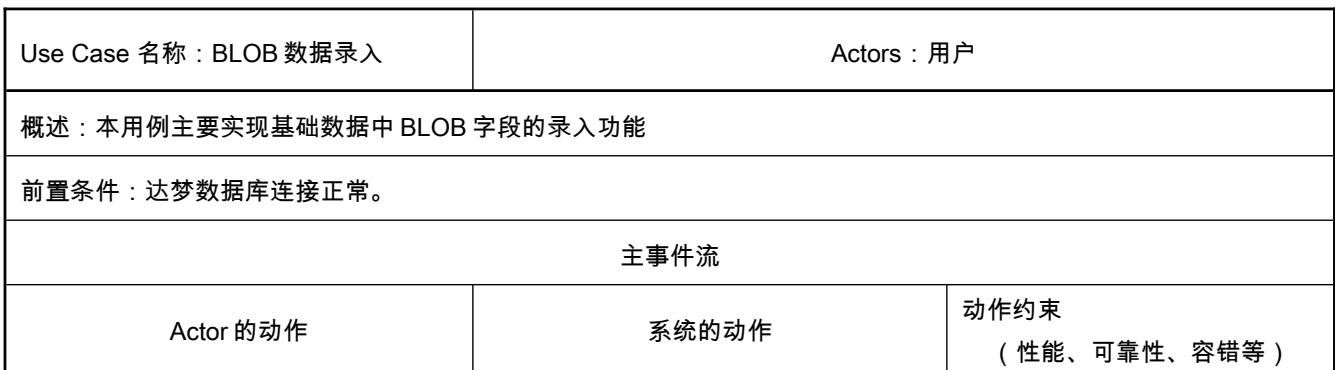 Use Case 名称：BLOB 数据录入
Actors：用户
概述：本用例主要实现基础数据中 BLOB 字段的录入功能
前置条件：达梦数据库连接正常。
主事件流
Actor 的动作
系统的动作
动作约束
（性能、可靠性、容错等）